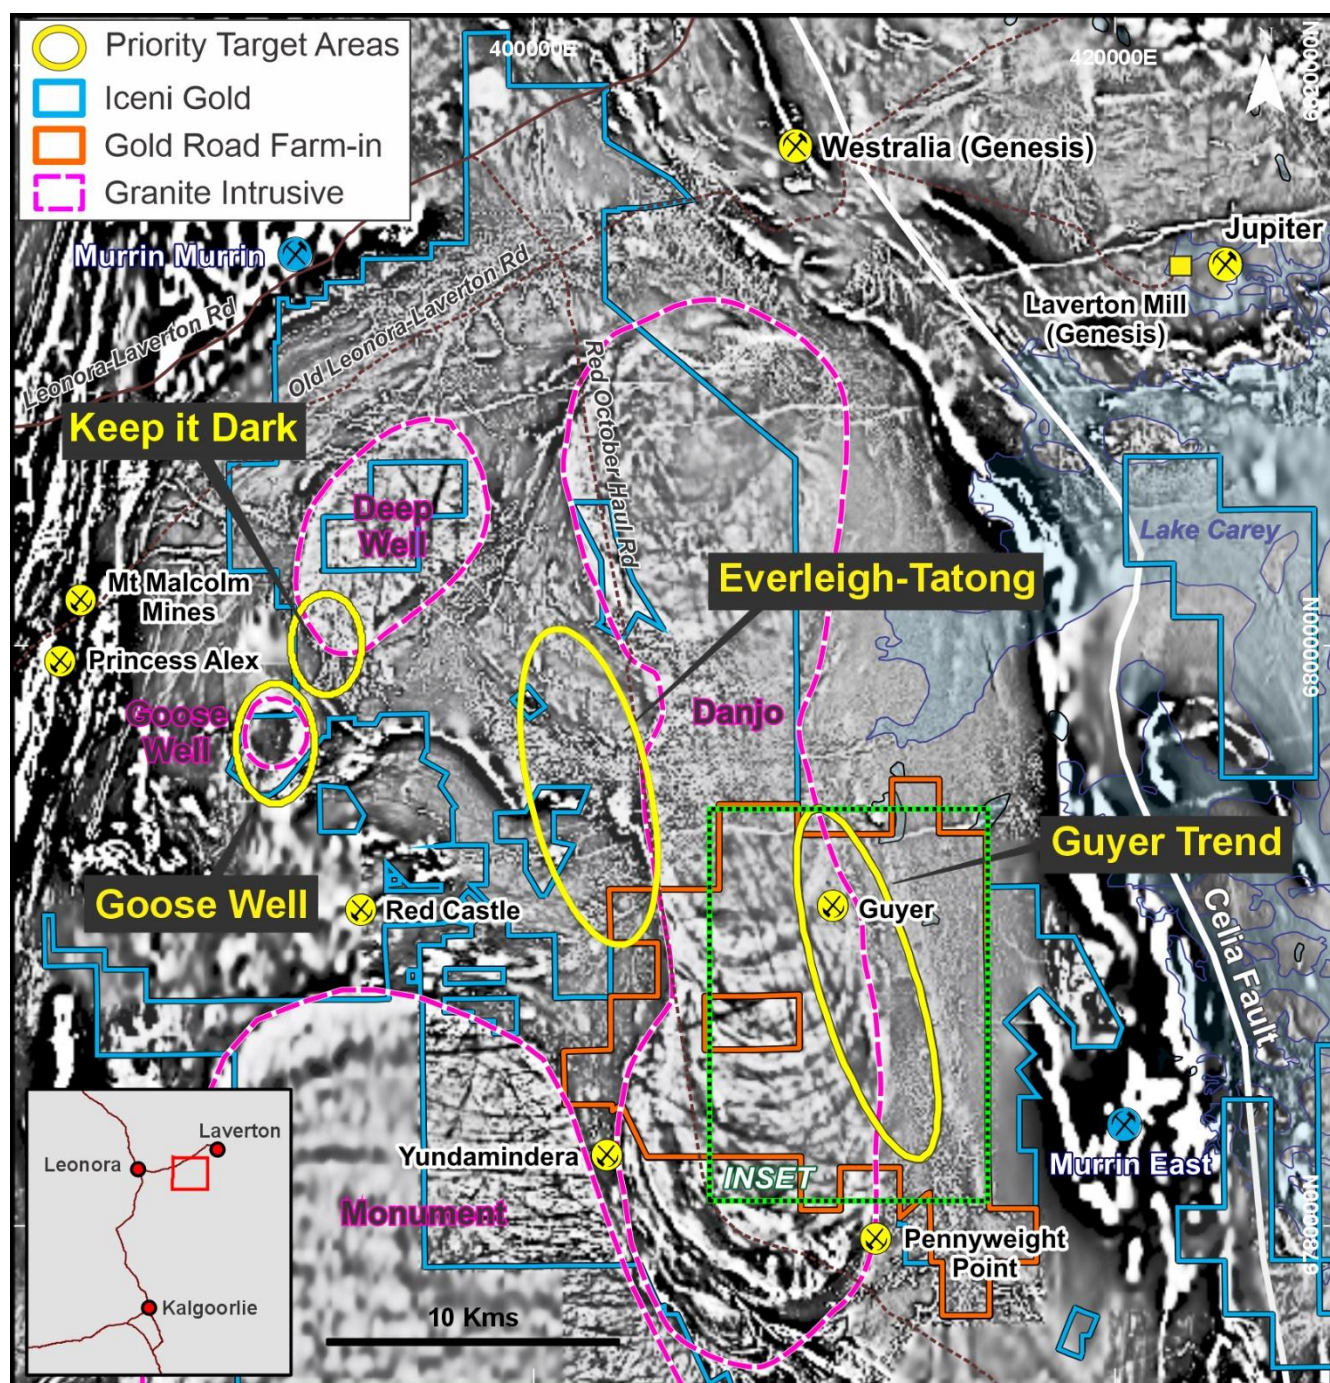 Priority Target Areas
Iceni Gold
Gold Road Farm-in
Granite Intrusive
400000E
420000E
N
6820000N
Westralia (Genesis)
Murrin Murrin
Jupiter
Laverton Mill
(Genesis)
Leonora-Laverton Rd
Old Leonora-Laverton Rd
Red October Haul Rd
Keep it Dark
Deep
Well
Lake Carey
Everleigh-Tatong
Mt Malcolm
Mines
Princess Alex
6800000N
Goose
Well
Danjo
Guyer Trend
Goose Well
Red Castle
Guyer
Celia Fault
Laverton
Leonora
Kalgoorlie
Yundamindera
INSET
Murrin East
Monument
Pennyweight
Point
6780000N
10 Kms